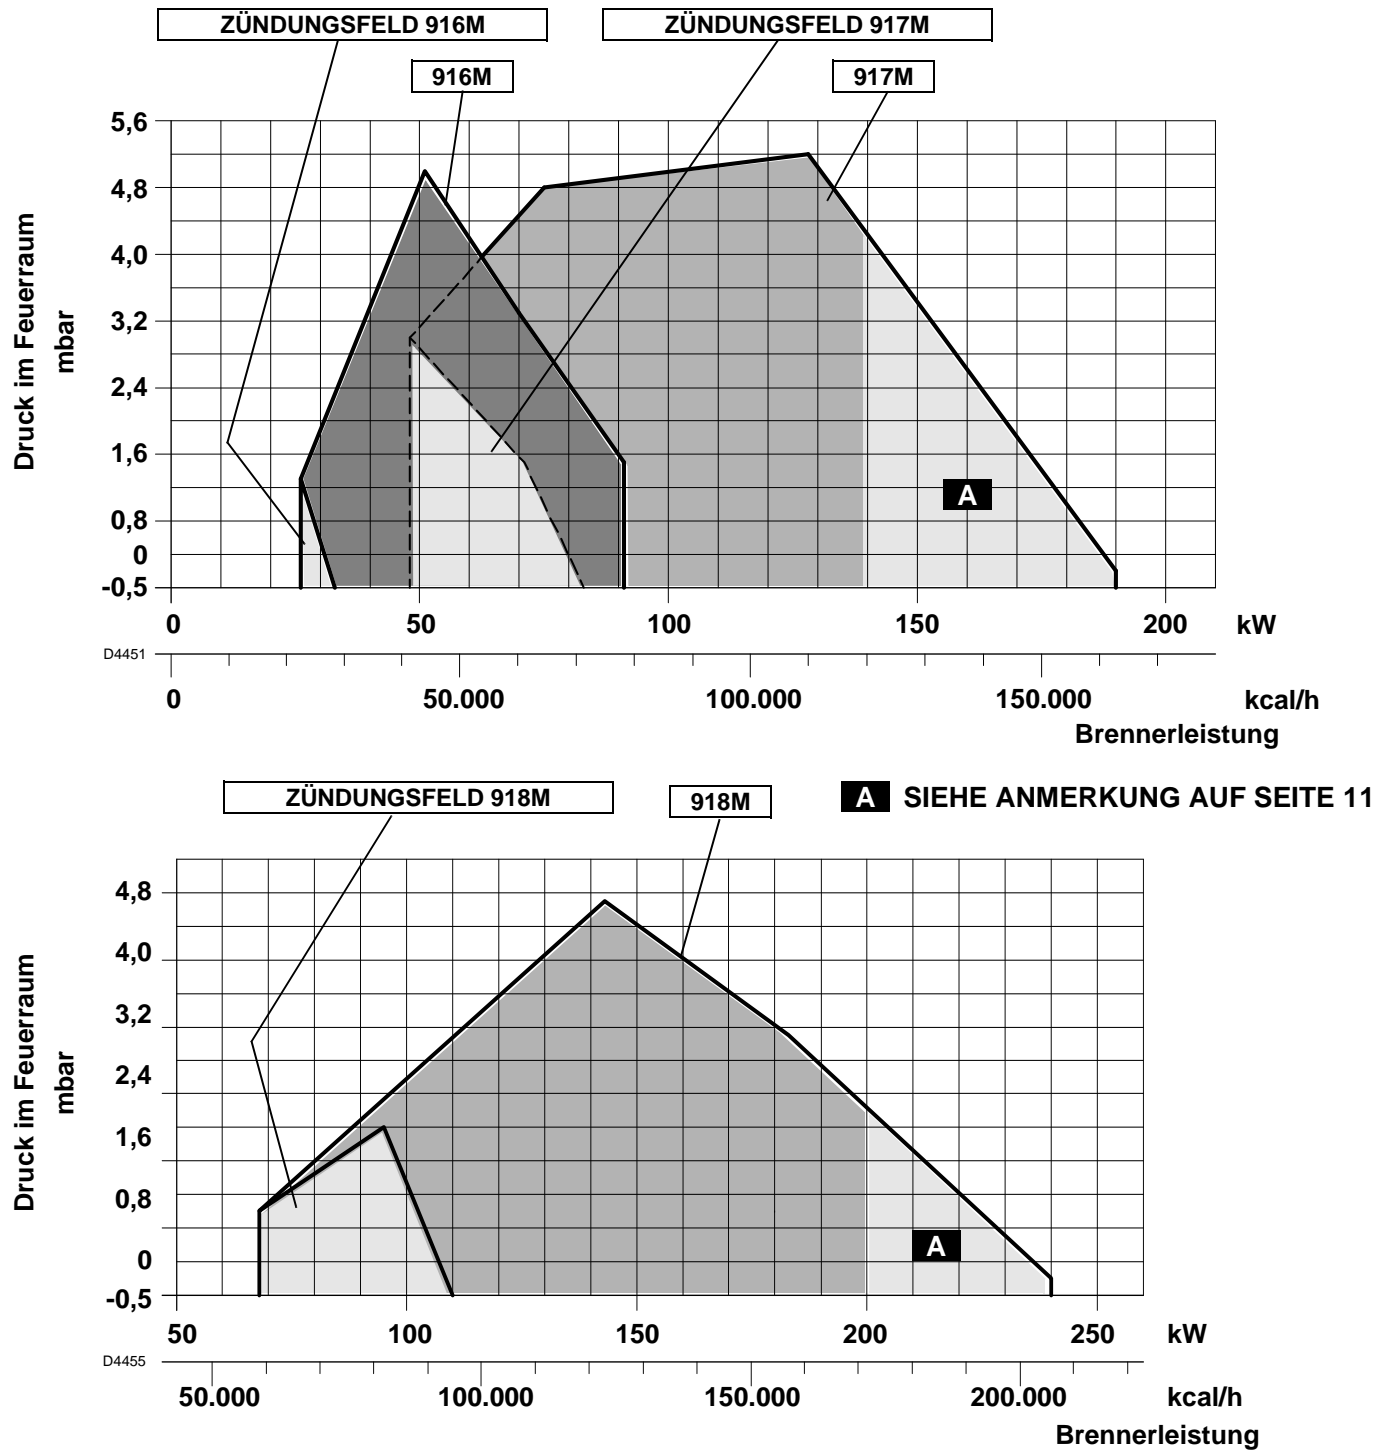 ZÜNDUNGSFELD 916M
ZÜNDUNGSFELD 917M
916M
917M
5,6
4,8
4,0
3,2
2,4
1,6
0,8
0
-0,5
Druck im Feuerraum
mbar
A
0 50 100 150 200 kW
D4451
0 50.000 100.000 150.000 kcal/h
Brennerleistung
ZÜNDUNGSFELD 918M
918M
A SIEHE ANMERKUNG AUF SEITE 11
4,8
4,0
3,2
2,4
1,6
0,8
0
-0,5
Druck im Feuerraum
mbar
A
50 100 150 200 250 kW
D4455
50.000 100.000 150.000 200.000 kcal/h
Brennerleistung